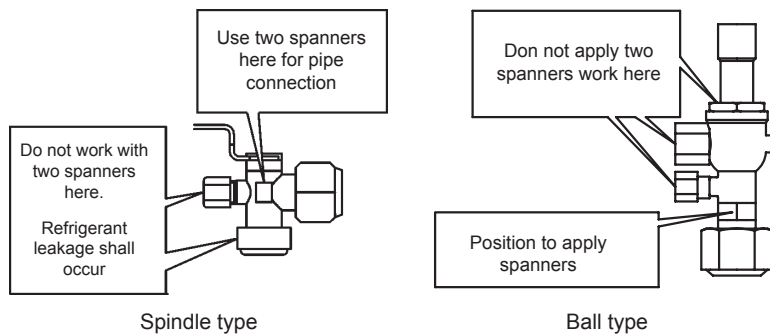 Use two spanners
here for pipe
connection
Do not work with
two spanners
here.
Refrigerant
leakage shall
occur
Spindle type
Don not apply two
spanners work here
Position to apply
spanners
Ball type